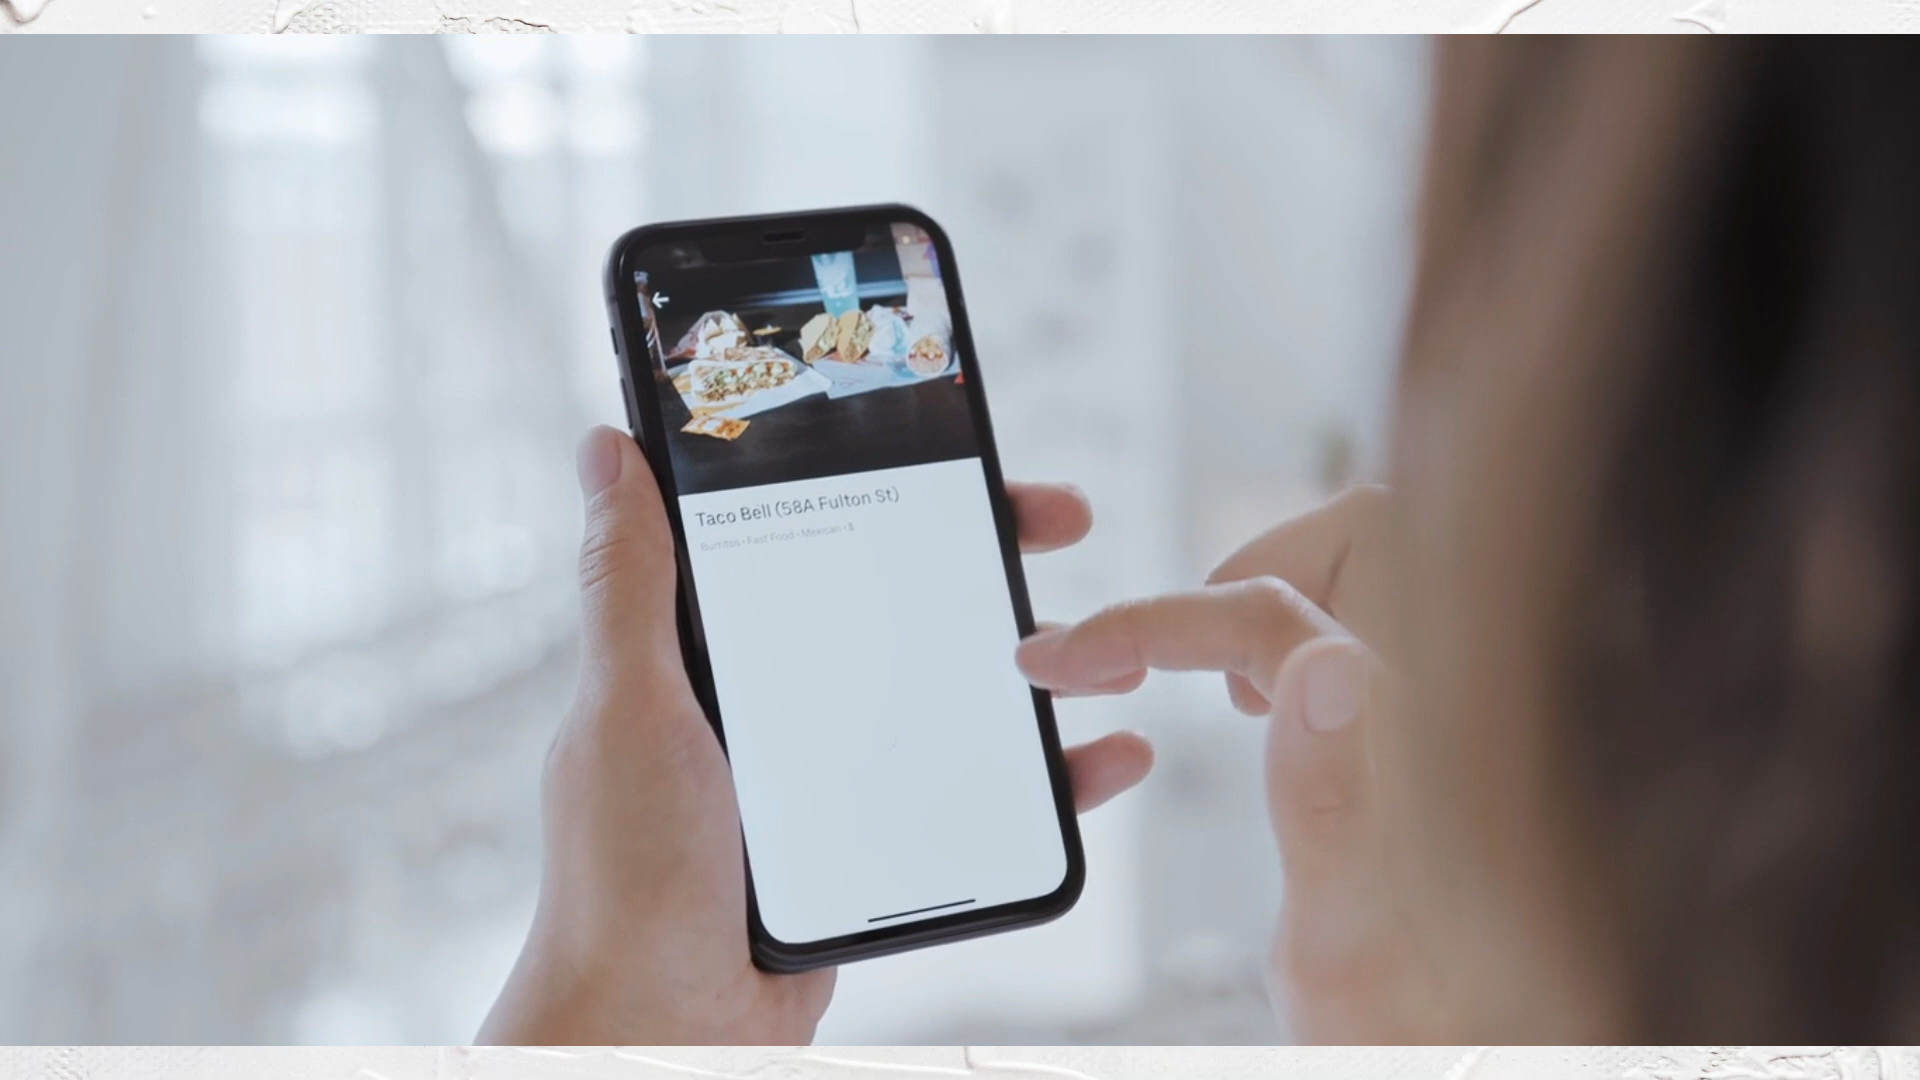 Taco Bell (58A Fulton St)
Burritos • Fast Food • Mexican • $